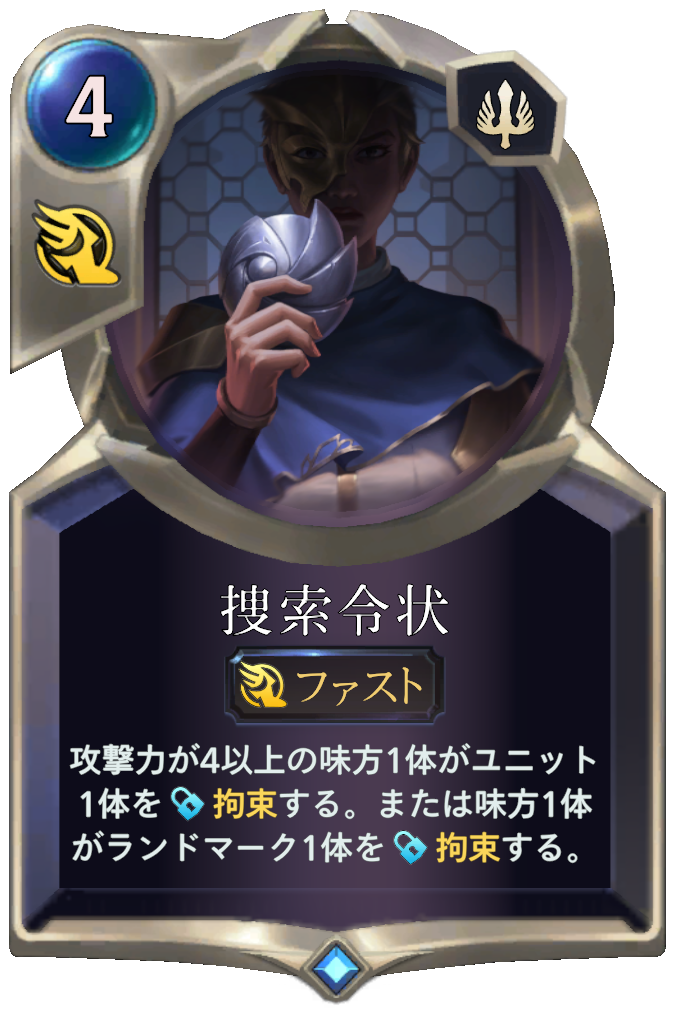 4
捜索令状
ファスト
攻撃力が4以上の味方1体がユニット
1体を拘束する。または味方1体
がランドマーク1体を拘束する。